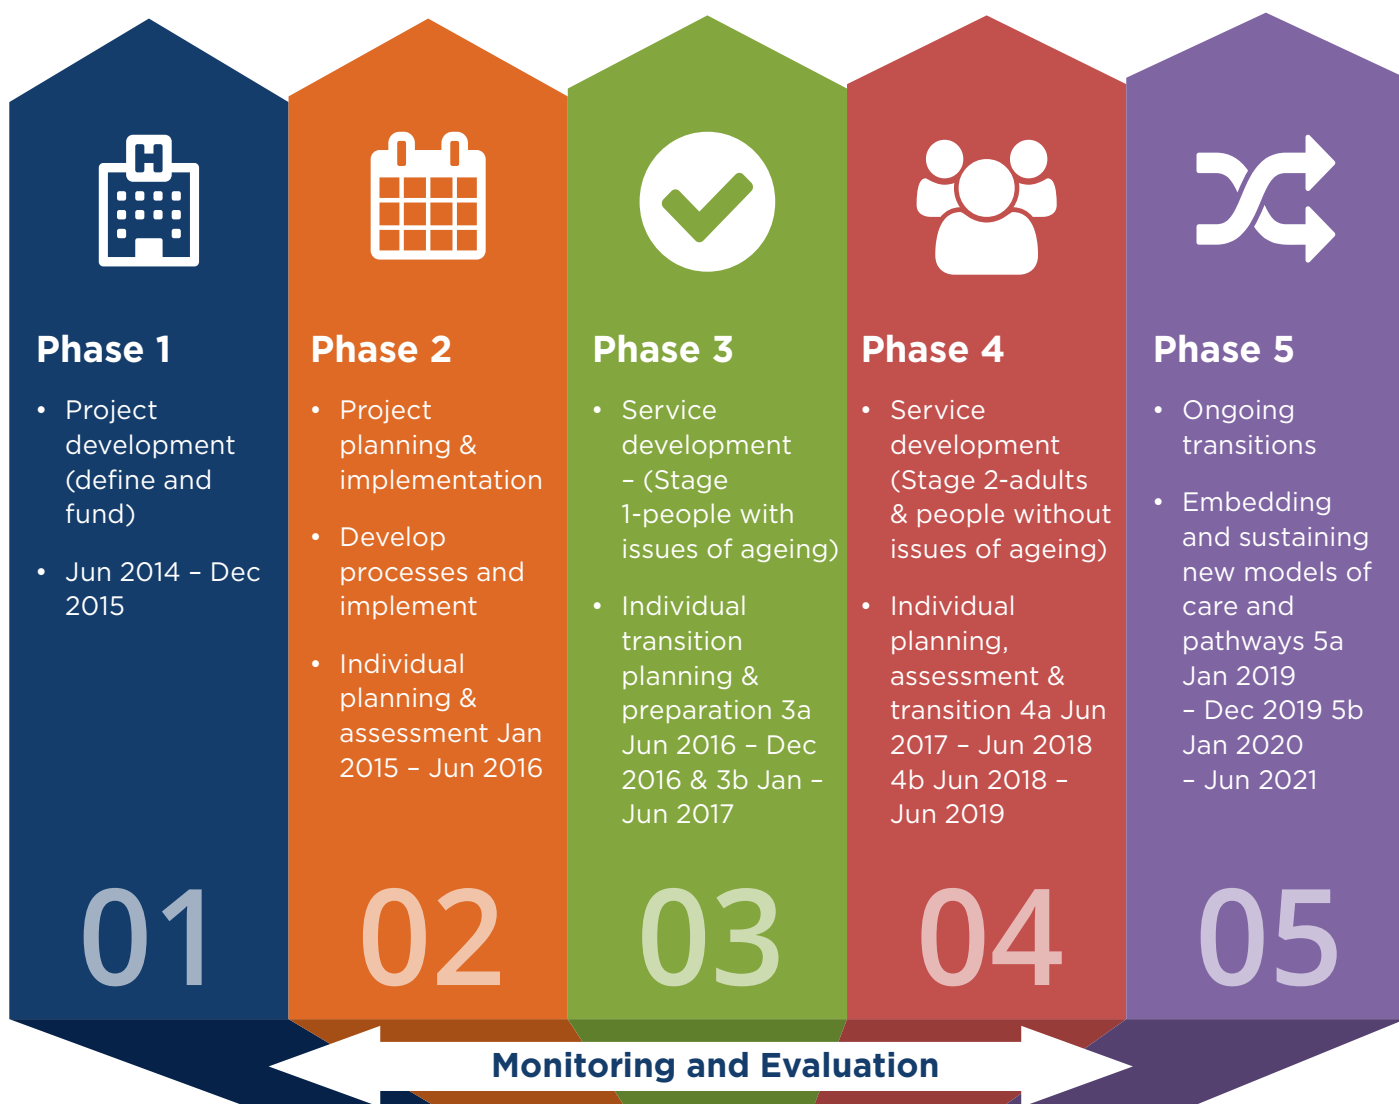 H
Phase 1
• Project
development
(define and
fund)
• Jun 2014 – Dec
2015
01
Phase 2
• Project
planning &
implementation
• Develop
processes and
implement
• Individual
planning &
assessment Jan
2015 – Jun 2016
02
Phase 3
• Service
development
– (Stage
1-people with
issues of ageing)
• Individual
transition
planning &
preparation 3a
Jun 2016 – Dec
2016 & 3b Jan –
Jun 2017
03
Phase 4
• Service
development
(Stage 2-adults
& people without
issues of ageing)
• Individual
planning,
assessment &
transition 4a Jun
2017 – Jun 2018
4b Jun 2018 –
Jun 2019
04
Phase 5
• Ongoing
transitions
• Embedding
and sustaining
new models of
care and
pathways 5a
Jan 2019
– Dec 2019 5b
Jan 2020
– Jun 2021
05
Monitoring and Evaluation